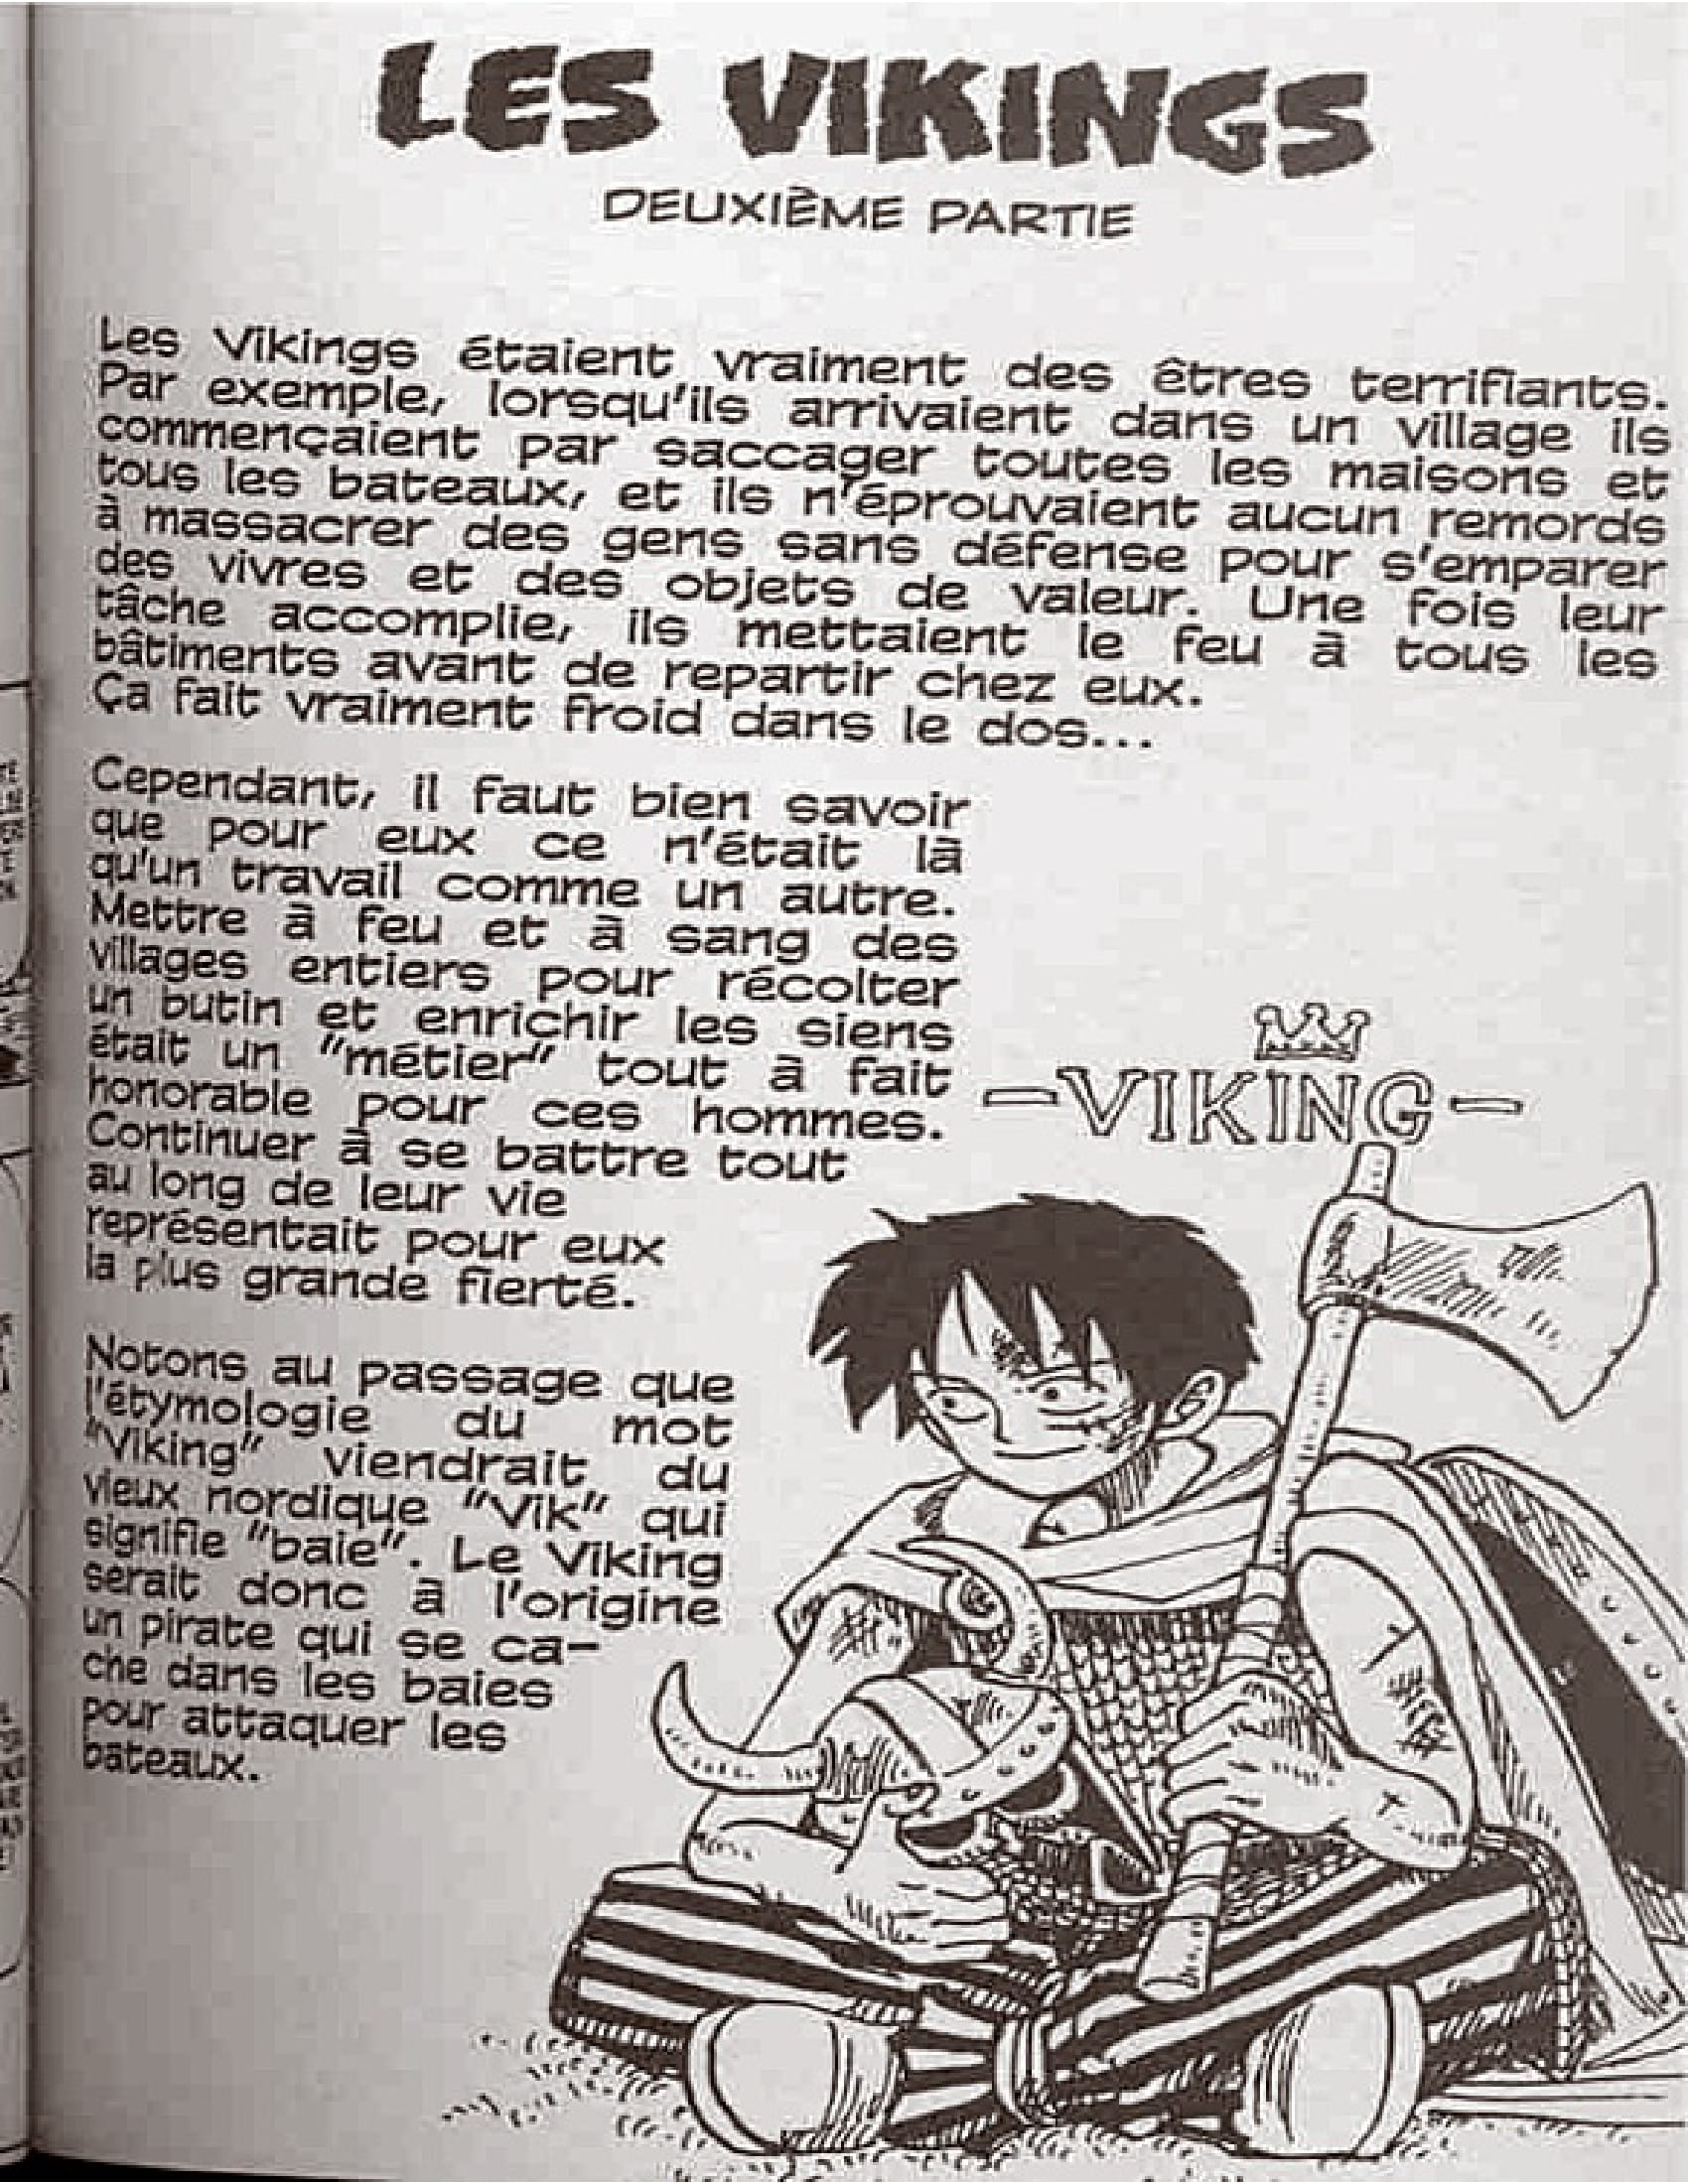 LES VIKINGS
DEUXIÈME PARTIE
Les Vikings étaient vraiment des êtres terrifiants.
Par exemple, lorsqu'ils arrivaient dans un village ils
commençaient par saccager toutes les maisons et
tous les bateaux, et ils n'éprouvaient aucun remords
à massacrer des gens sans défense pour s'emparer
des vivres et des objets de valeur. Une fois leur
tâche accomplie, ils mettaient le feu à tous les
bâtiments avant de repartir chez eux.
Ça fait vraiment froid dans le dos...
Cependant, il faut bien savoir
que pour eux ce n'était là
qu'un travail comme un autre.
Mettre à feu et à sang des
villages entiers pour récolter
un butin et enrichir les siens
était un "métier" tout à fait
honorable pour ces hommes.
Continuer à se battre tout
au long de leur vie
représentait pour eux
la plus grande fierté.
-VIKING-
Notons au passage que
l'étymologie du mot
"Viking" viendrait du
vieux nordique "Vik" qui
signifie "baie". Le Viking
serait donc à l'origine
un pirate qui se ca-
che dans les baies
pour attaquer les
bateaux.